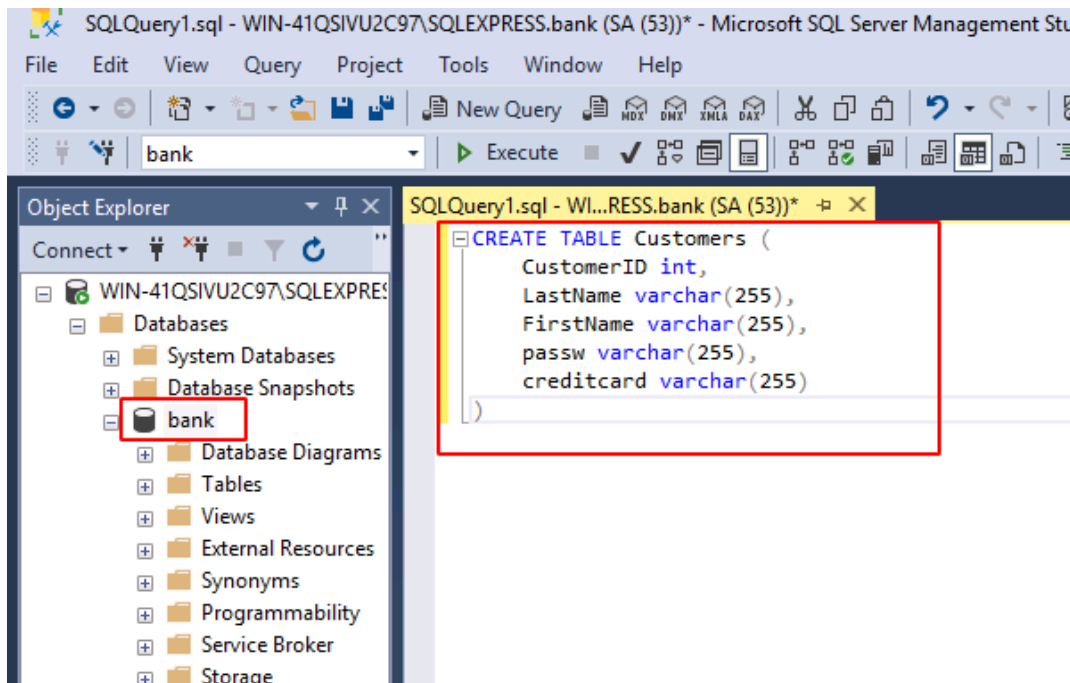 SQLQuery1.sql - WIN-41QSIVU2C97\SQLEXPRESS.bank (SA (53))* - Microsoft SQL Server Management Stu
File Edit View Query Project Tools Window Help
New Query MDX DMX XMLA DAX
bank Execute
Object Explorer
SQLQuery1.sql - WI...RESS.bank (SA (53))*
Connect
WIN-41QSIVU2C97\SQLEXPRES
Databases
System Databases
Database Snapshots
bank
Database Diagrams
Tables
Views
External Resources
Synonyms
Programmability
Service Broker
Storage
CREATE TABLE Customers (
CustomerID int,
LastName varchar(255),
FirstName varchar(255),
passw varchar(255),
creditcard varchar(255)
)